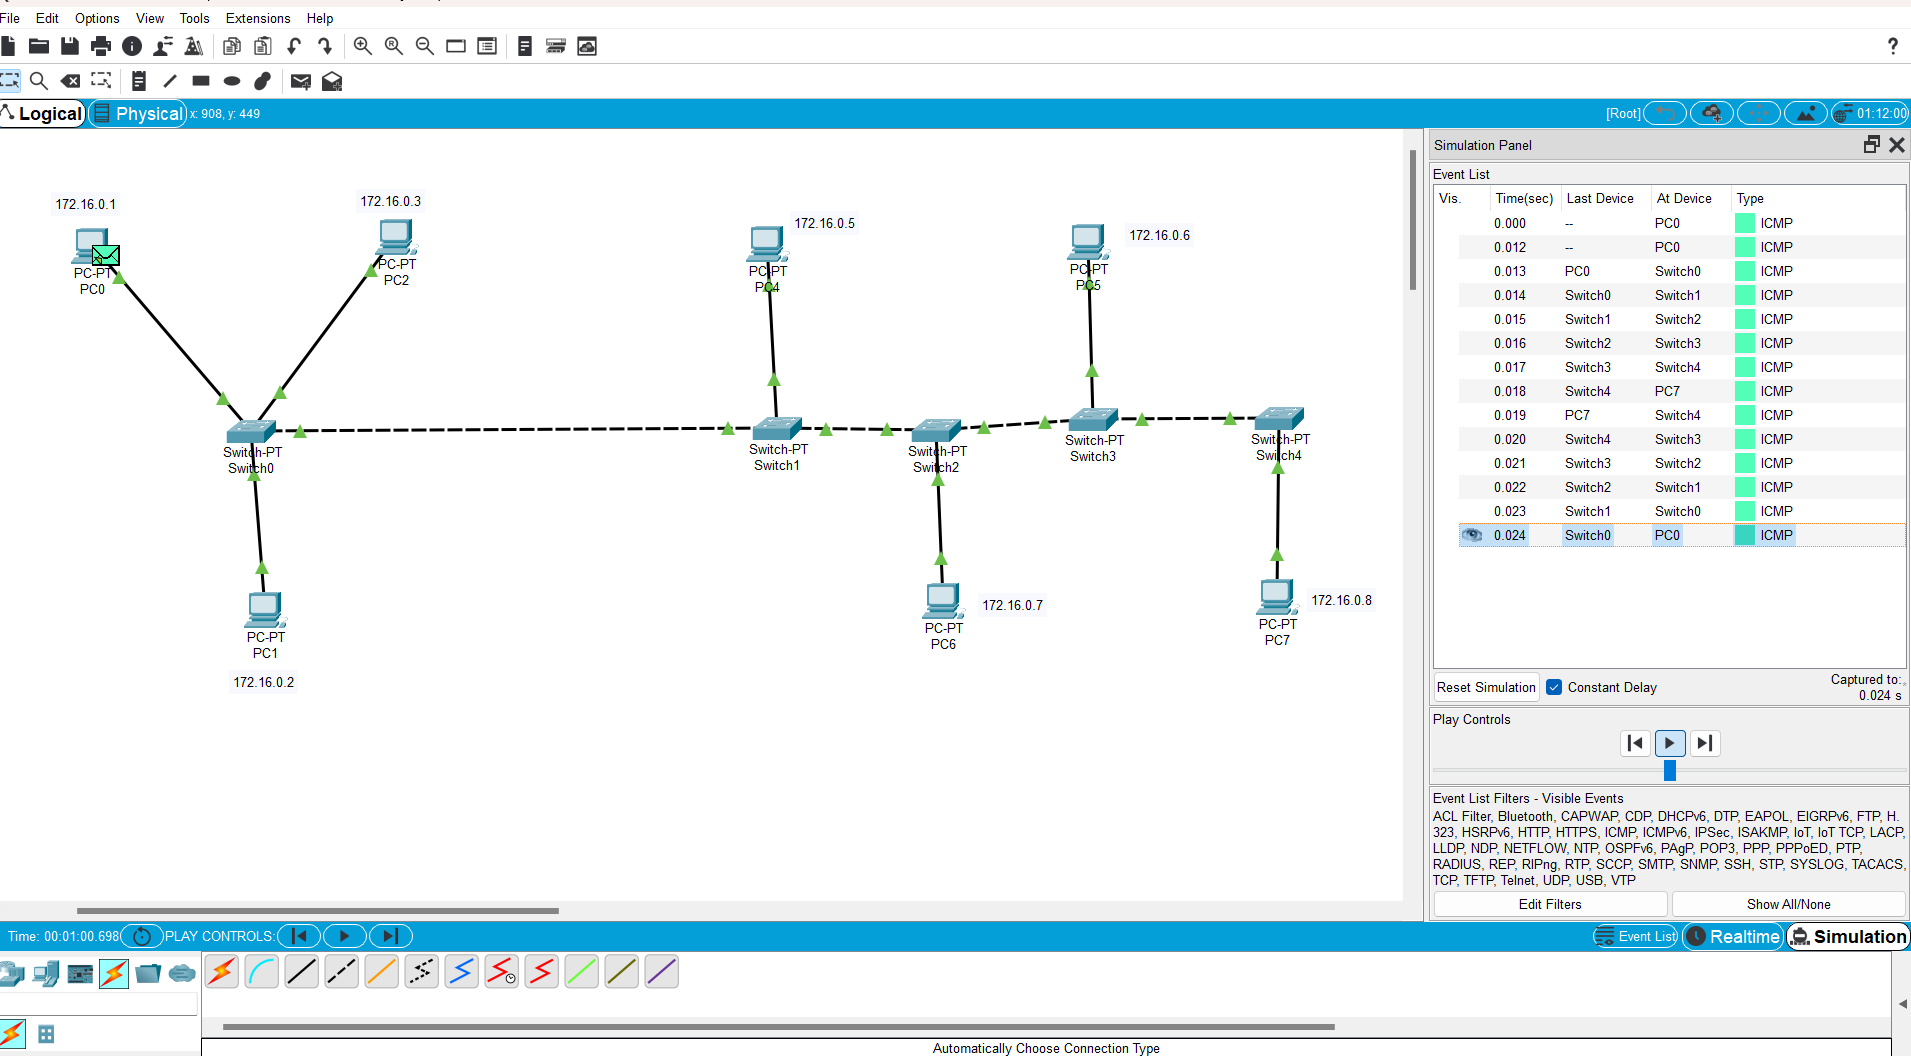 File Edit Options View Tools Extensions Help
?
Logical Physical x: 908, y: 449 [Root] 01:12:00
172.16.0.1
PC-PT
PC0
172.16.0.3
PC-PT
PC2
172.16.0.5
PC-PT
PC4
172.16.0.6
PC-PT
PC5
Switch-PT
Switch0
Switch-PT
Switch1
Switch-PT
Switch2
Switch-PT
Switch3
Switch-PT
Switch4
PC-PT
PC1
172.16.0.2
172.16.0.7
PC-PT
PC6
172.16.0.8
PC-PT
PC7
Simulation Panel
Event List
Vis. Time(sec) Last Device At Device Type
0.000 -- PC0 ICMP
0.012 -- PC0 ICMP
0.013 PC0 Switch0 ICMP
0.014 Switch0 Switch1 ICMP
0.015 Switch1 Switch2 ICMP
0.016 Switch2 Switch3 ICMP
0.017 Switch3 Switch4 ICMP
0.018 Switch4 PC7 ICMP
0.019 PC7 Switch4 ICMP
0.020 Switch4 Switch3 ICMP
0.021 Switch3 Switch2 ICMP
0.022 Switch2 Switch1 ICMP
0.023 Switch1 Switch0 ICMP
0.024 Switch0 PC0 ICMP
Reset Simulation Constant Delay Captured to:
0.024 s
Play Controls
Event List Filters - Visible Events
ACL Filter, Bluetooth, CAPWAP, CDP, DHCPv6, DTP, EAPOL, EIGRPv6, FTP, H.
323, HSRPv6, HTTP, HTTPS, ICMP, ICMPv6, IPSec, ISAKMP, IoT, IoT TCP, LACP,
LLDP, NDP, NETFLOW, NTP, OSPFv6, PAgP, POP3, PPP, PPPoED, PTP,
RADIUS, REP, RIPng, RTP, SCCP, SMTP, SNMP, SSH, STP, SYSLOG, TACACS,
TCP, TFTP, Telnet, UDP, USB, VTP
Edit Filters Show All/None
Time: 00:01:00.698 PLAY CONTROLS: Event List Realtime Simulation
Automatically Choose Connection Type